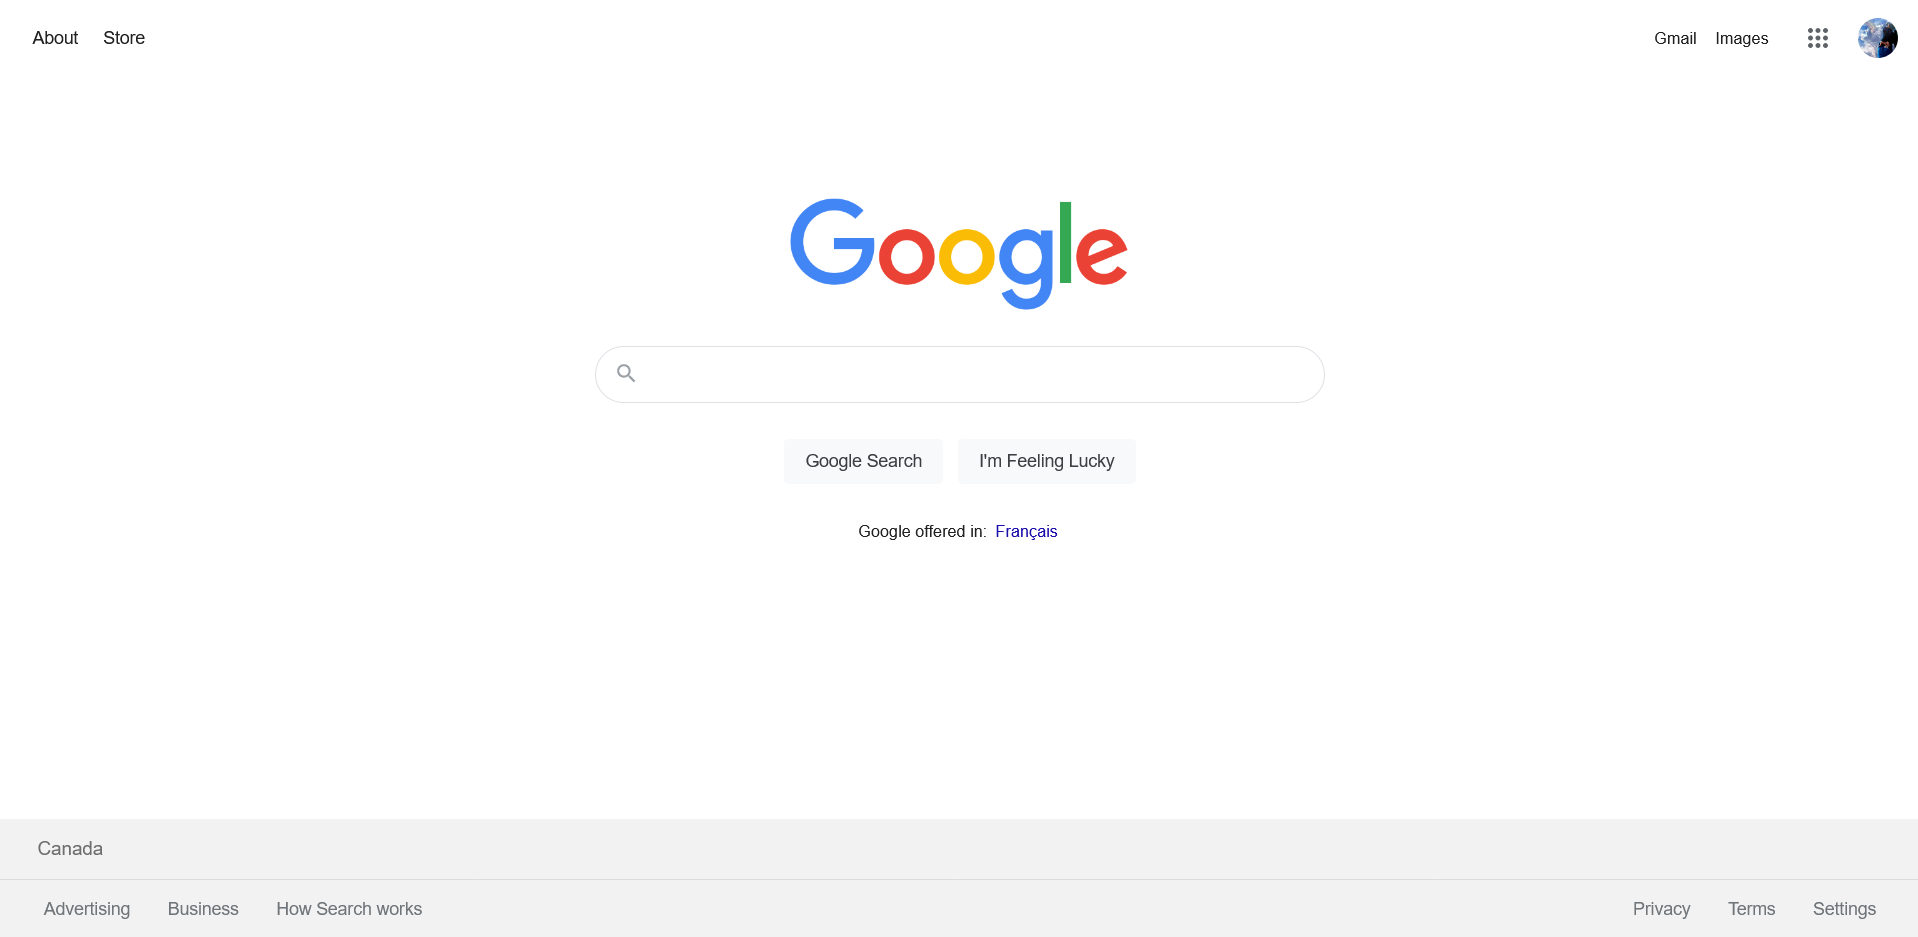 About Store Gmail Images
Google
Google Search I'm Feeling Lucky
Google offered in: Français
Canada
Advertising Business How Search works Privacy Terms Settings